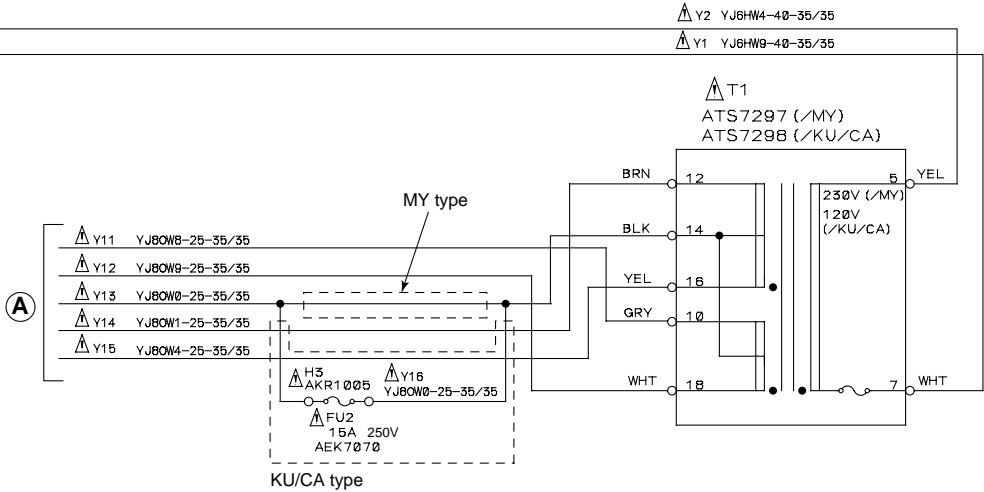 Y2 YJ6HW4-40-35/35
Y1 YJ6HW9-40-35/35
T1
ATS7297 (/MY)
ATS7298 (/KU/CA)
BRN
12
5
YEL
230V (/MY)
120V
(/KU/CA)
MY type
BLK
14
Y11 YJ80W8-25-35/35
Y12 YJ80W9-25-35/35
YEL
16
A
Y13 YJ80W0-25-35/35
GRY
10
Y14 YJ80W1-25-35/35
Y15 YJ80W4-25-35/35
H3
AKR1005
Y16
YJ80W0-25-35/35
WHT
18
7
WHT
FU2
15A 250V
AEK7070
KU/CA type